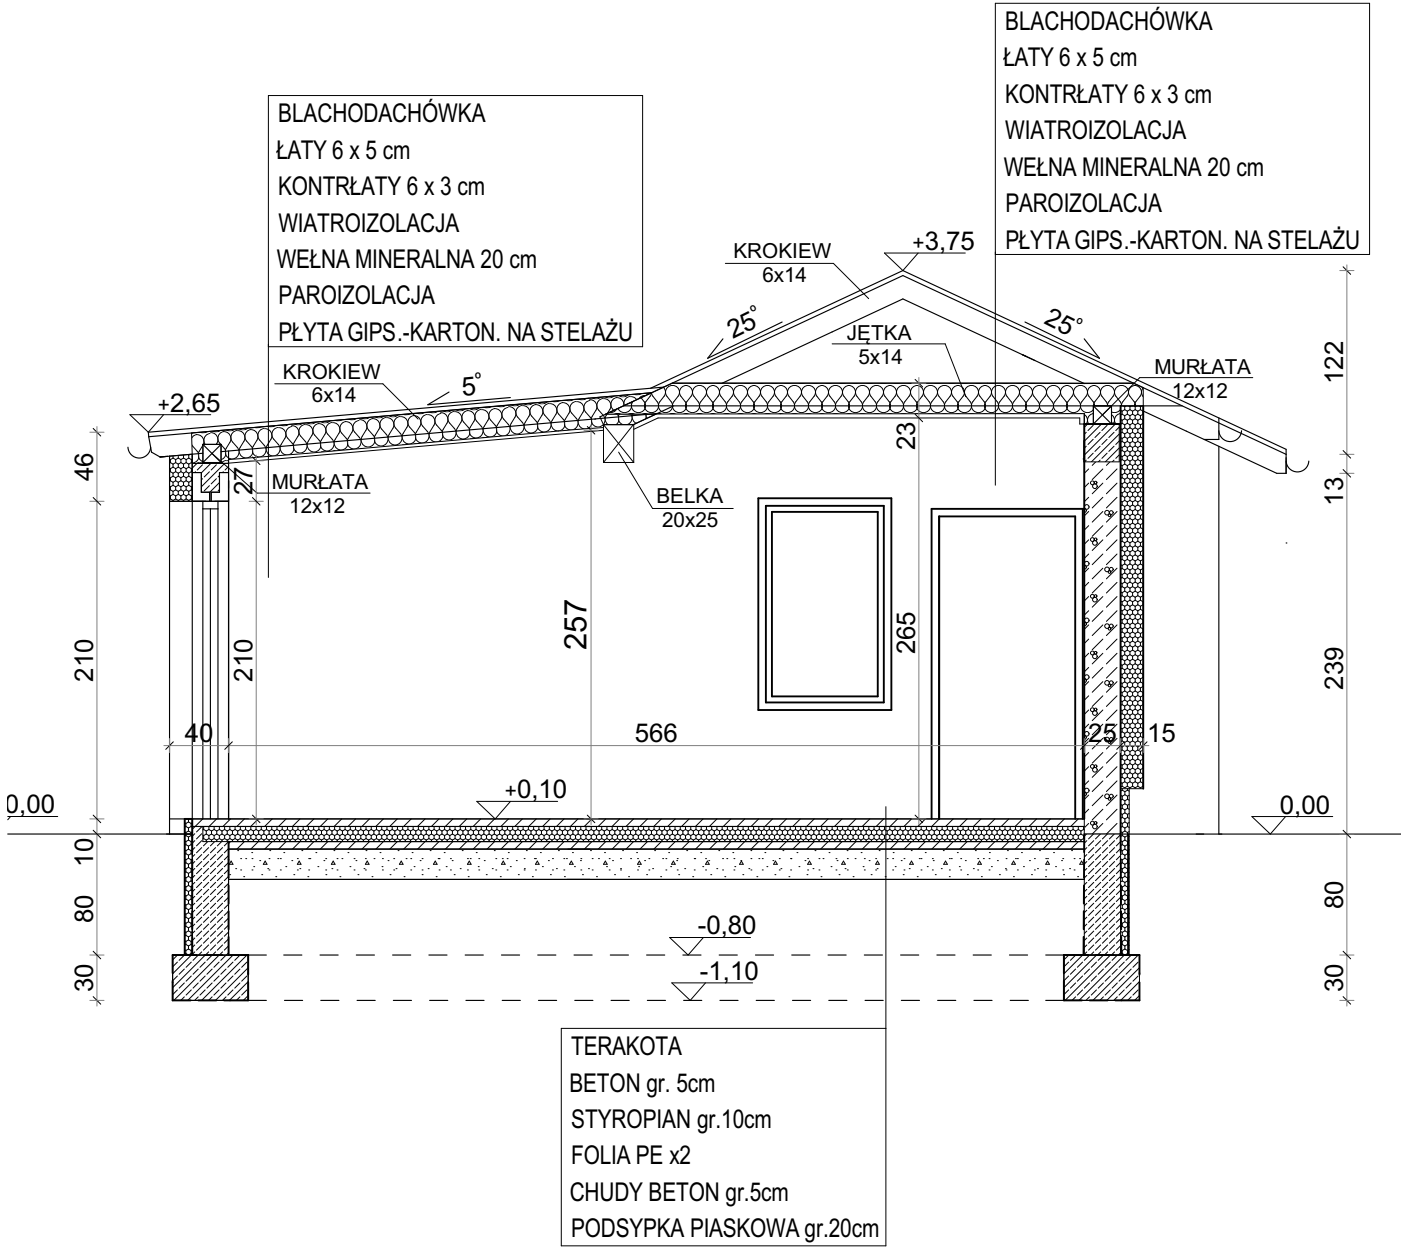 BLACHODACHÓWKA
ŁATY 6 x 5 cm
KONTRŁATY 6 x 3 cm
WIATROIZOLACJA
WEŁNA MINERALNA 20 cm
PAROIZOLACJA
PŁYTA GIPS.-KARTON. NA STELAŻU
BLACHODACHÓWKA
ŁATY 6 x 5 cm
KONTRŁATY 6 x 3 cm
WIATROIZOLACJA
WEŁNA MINERALNA 20 cm
PAROIZOLACJA
PŁYTA GIPS.-KARTON. NA STELAŻU
KROKIEW
6x14
+3,75
25°
25°
JĘTKA
5x14
MURŁATA
12x12
122
KROKIEW
6x14
5°
+2,65
23
46
27
MURŁATA
12x12
BELKA
20x25
13
210
210
257
265
239
40
566
25
15
+0,10
0,00
0,00
10
80
80
-0,80
-1,10
30
30
TERAKOTA
BETON gr. 5cm
STYROPIAN gr.10cm
FOLIA PE x2
CHUDY BETON gr.5cm
PODSYPKA PIASKOWA gr.20cm